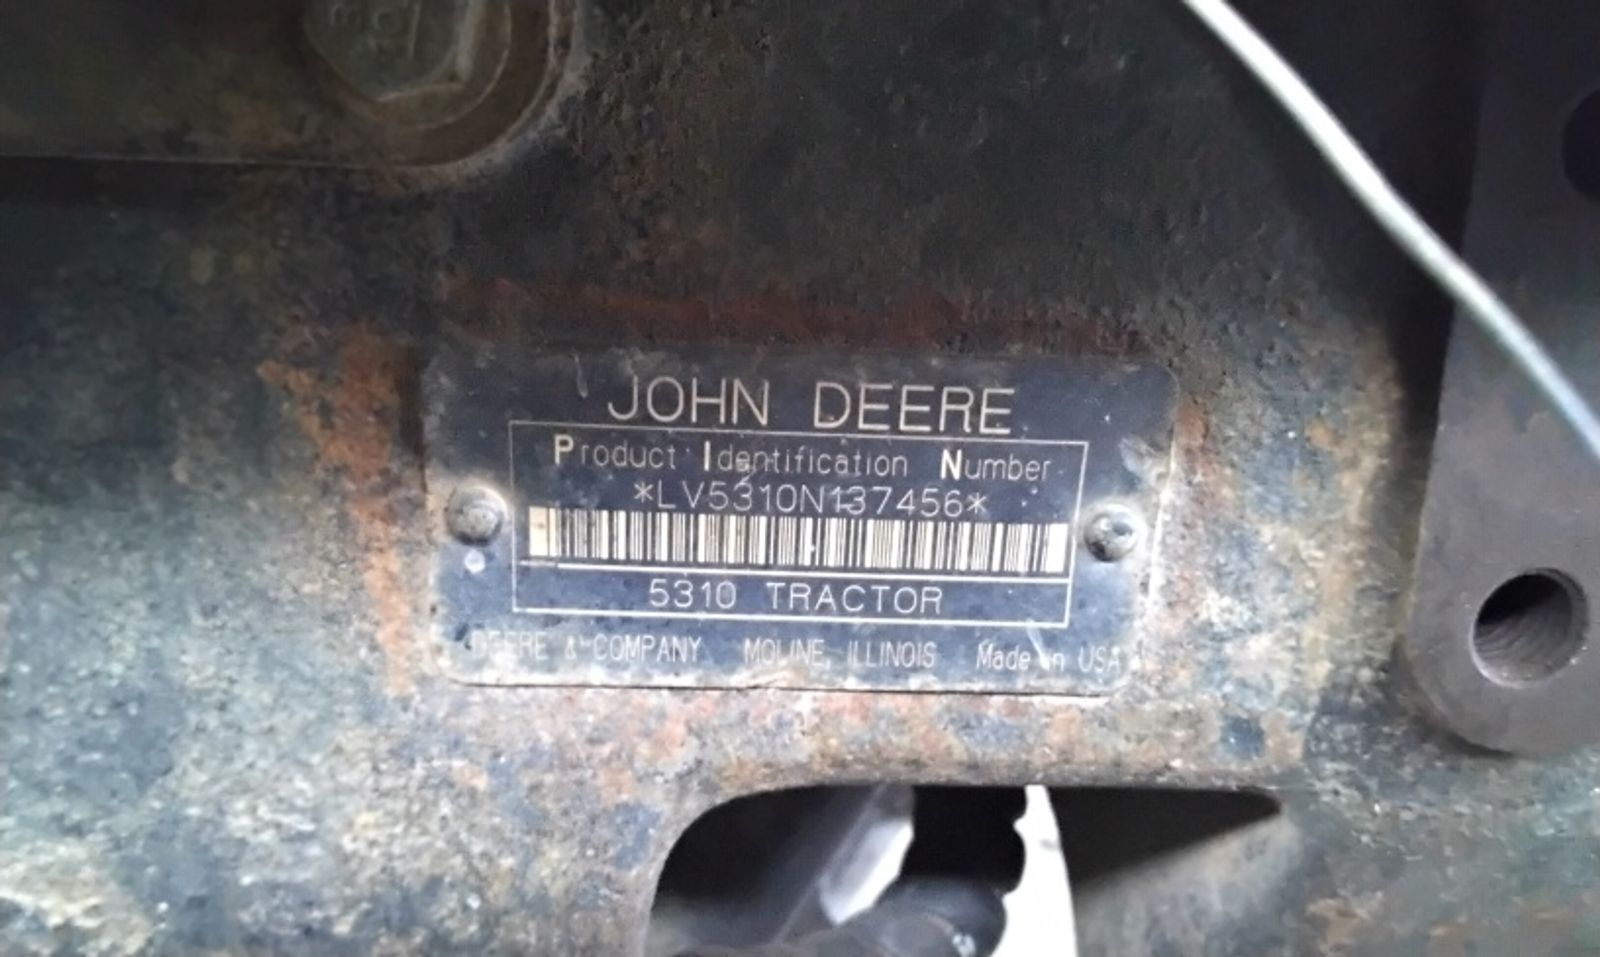 JOHN DEERE
Product Identification Number
*LV5310N137456*
5310 TRACTOR
DEERE & COMPANY MOLINE, ILLINOIS Made in USA